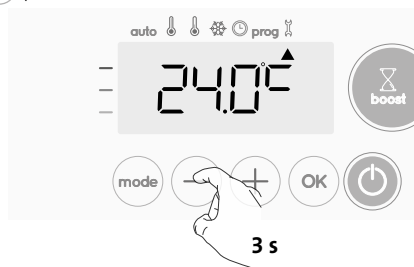 auto prog
24.0°C
boost
mode − + OK
3 s